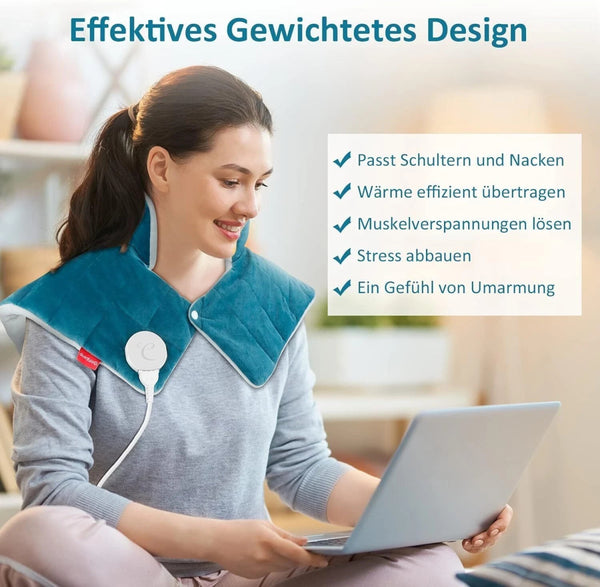 Effektives Gewichtetes Design
Passt Schultern und Nacken
Wärme effizient übertragen
Muskelverspannungen lösen
Stress abbauen
Ein Gefühl von Umarmung